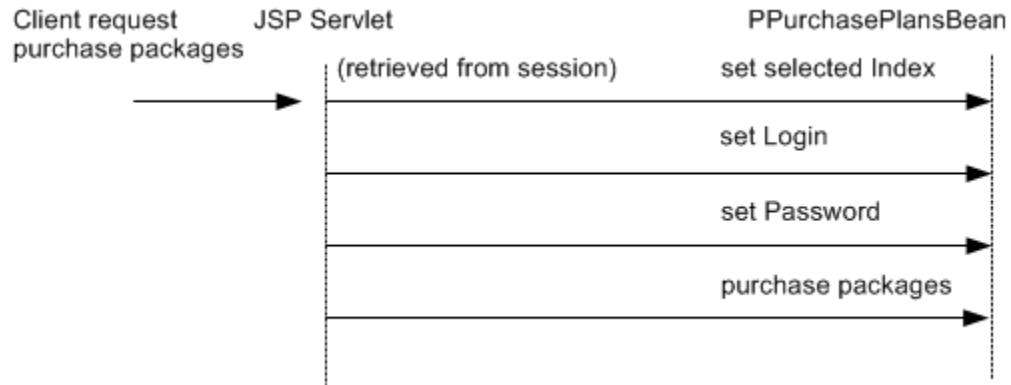 Client request
purchase packages
JSP Servlet
PPurchasePlansBean
(retrieved from session)
set selected Index
set Login
set Password
purchase packages